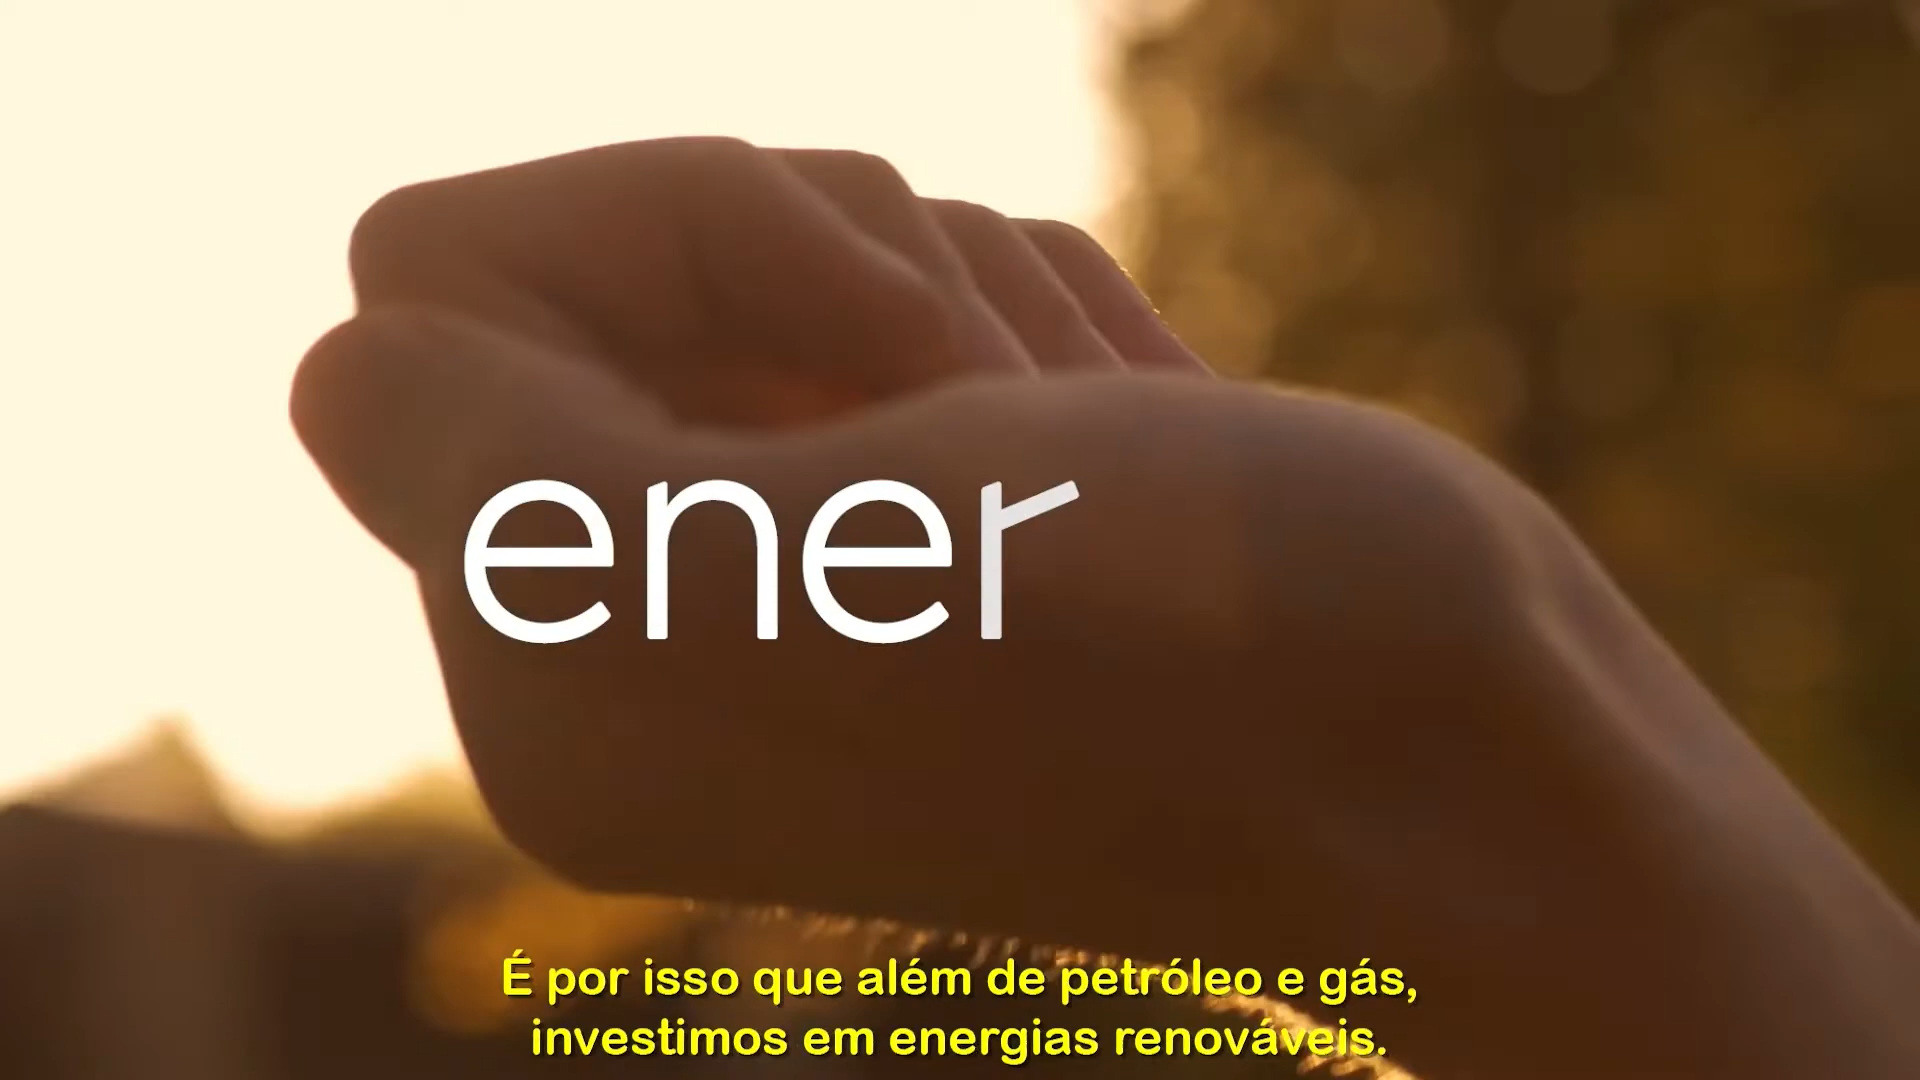 ener
É por isso que além de petróleo e gás,
investimos em energias renováveis.